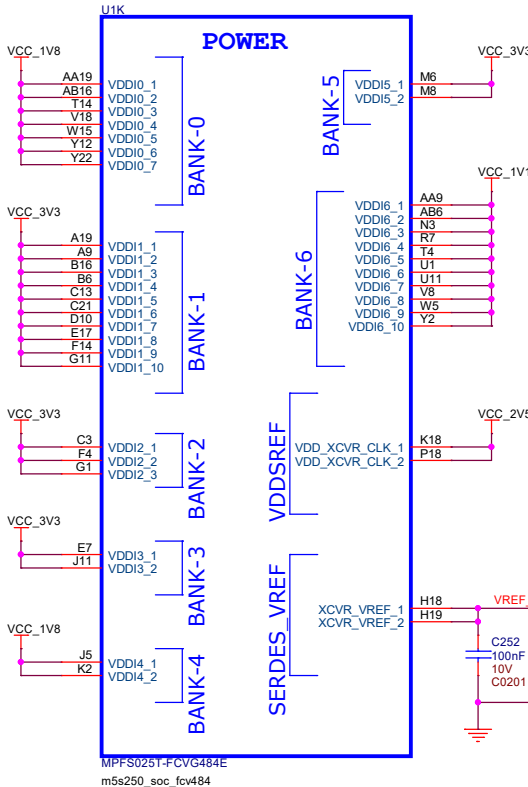 U1K
POWER
VCC_1V8
AA19 VDDI0_1
AB16 VDDI0_2
T14 VDDI0_3
V18 VDDI0_4
W15 VDDI0_5
Y12 VDDI0_6
Y22 VDDI0_7
BANK-0
VCC_3V3
A19 VDDI1_1
A9 VDDI1_2
B16 VDDI1_3
B6 VDDI1_4
C13 VDDI1_5
C21 VDDI1_6
D10 VDDI1_7
E17 VDDI1_8
F14 VDDI1_9
G11 VDDI1_10
BANK-1
VCC_3V3
C3 VDDI2_1
F4 VDDI2_2
G1 VDDI2_3
BANK-2
VCC_3V3
E7 VDDI3_1
J11 VDDI3_2
BANK-3
VCC_1V8
J5 VDDI4_1
K2 VDDI4_2
BANK-4
BANK-5
VDDI5_1 M6
VDDI5_2 M8
VCC_3V3
BANK-6
VDDI6_1 AA9
VDDI6_2 AB6
VDDI6_3 N3
VDDI6_4 R7
VDDI6_5 T4
VDDI6_6 U1
VDDI6_7 U11
VDDI6_8 V8
VDDI6_9 W5
VDDI6_10 Y2
VCC_1V1
VDDSREF
VDD_XCVR_CLK_1 K18
VDD_XCVR_CLK_2 P18
VCC_2V5
SERDES_VREF
XCVR_VREF_1 H18
XCVR_VREF_2 H19
VREF_
C252
100nF
10V
C0201
MPFS025T-FCVG484E
m5s250_soc_fcv484